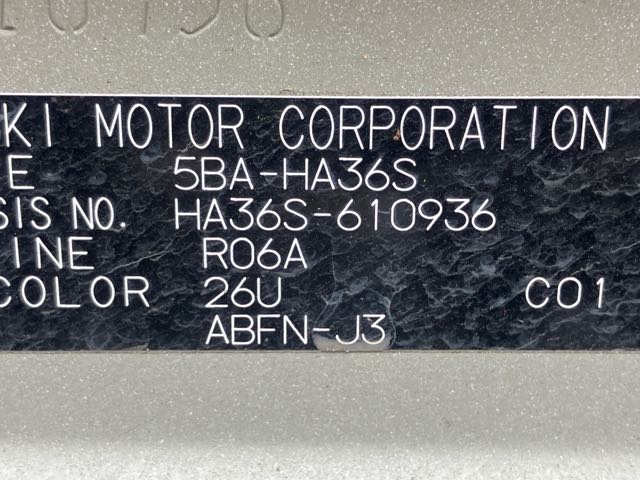 KI MOTOR CORPORATION
E 5BA-HA36S
SIS NO. HA36S-610936
INE R06A
COLOR 26U C01
ABFN-J3